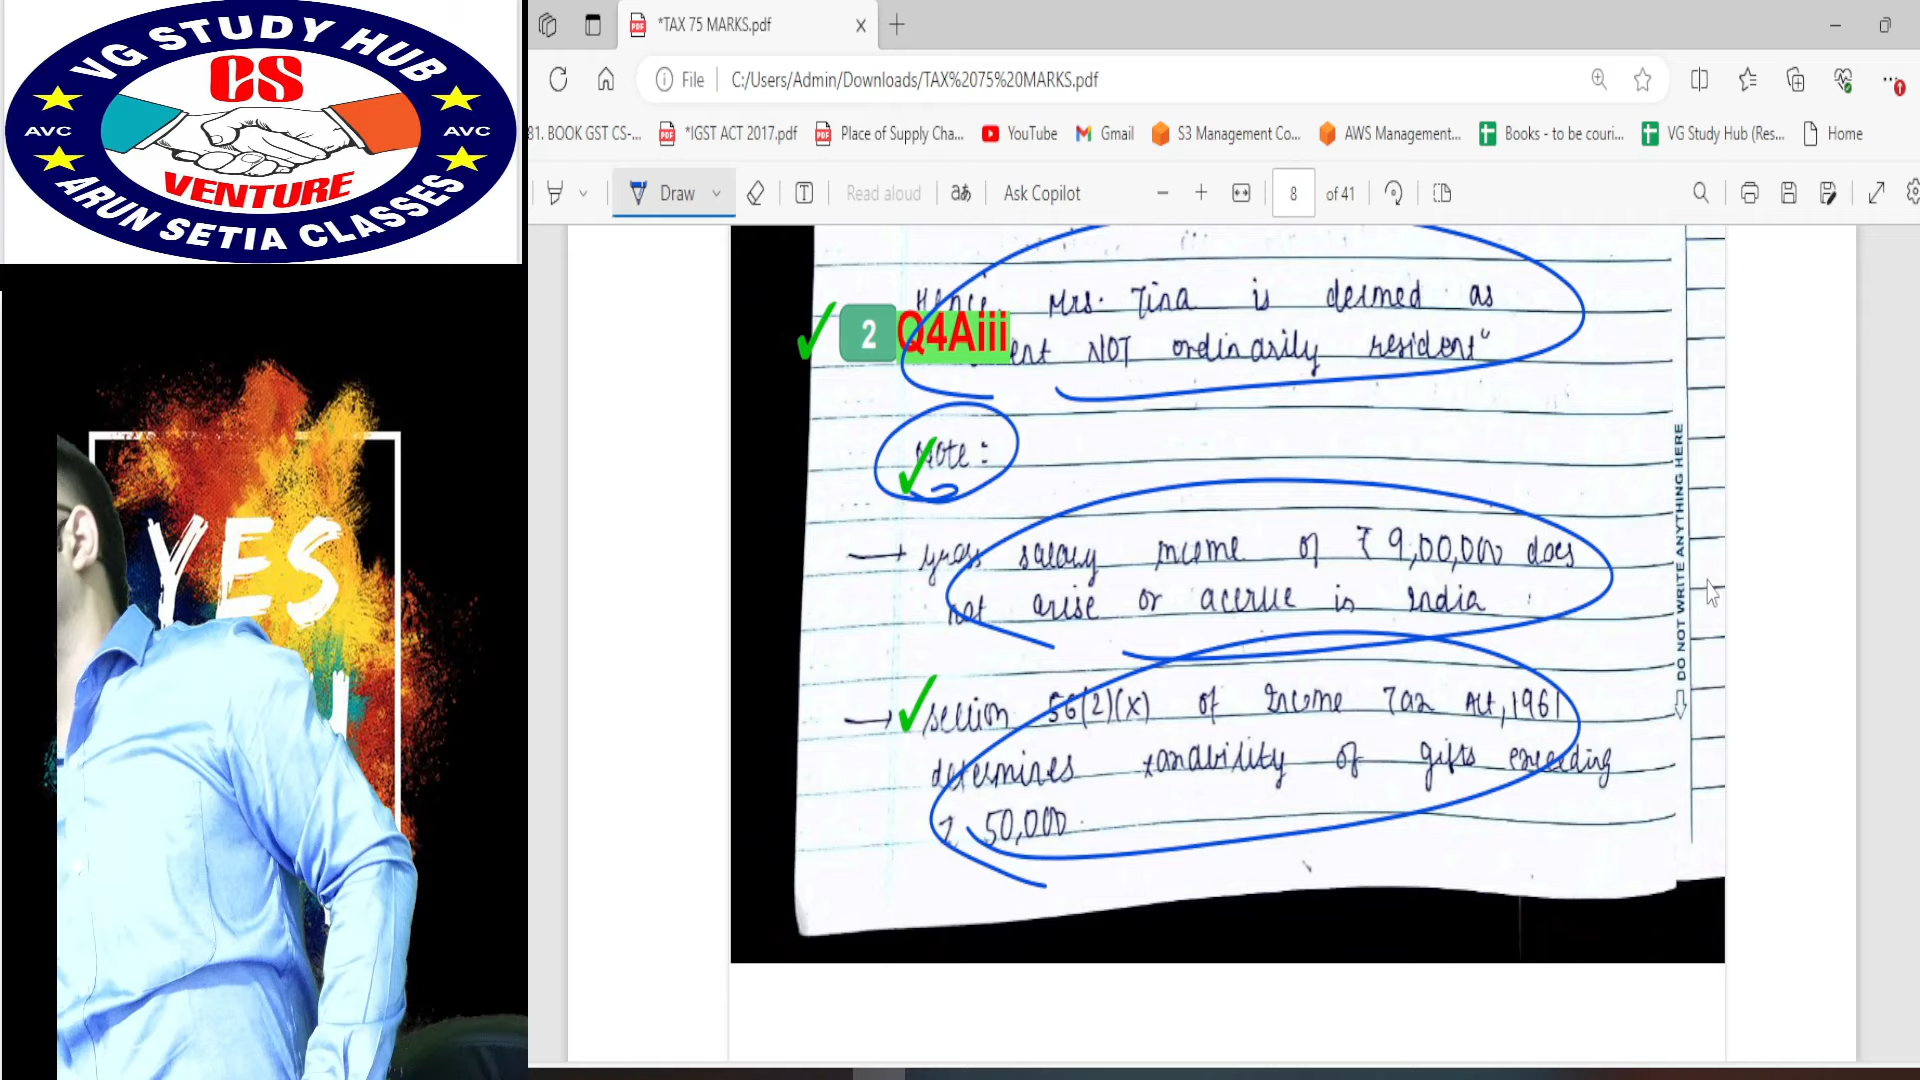 VG STUDY HUB
CS
AVC
AVC
VENTURE
ARUN SETIA CLASSES
YES
*TAX 75 MARKS.pdf
File
C:/Users/Admin/Downloads/TAX%2075%20MARKS.pdf
81. BOOK GST CS-...
*IGST ACT 2017.pdf
Place of Supply Cha...
YouTube
Gmail
S3 Management Co...
AWS Management...
Books - to be couri...
VG Study Hub (Res...
Home
Draw
Read aloud
aあ
Ask Copilot
8
of 41
Hence, Mrs. Tina is deemed as
2
Q4Aiii
ent NOT ordinarily resident"
Note:
→ Gross salary income of ₹ 9,00,000 does
not arise or accrue in India.
→ section 56(2)(x) of Income Tax Act, 1961
determines taxability of gifts exceeding
₹ 50,000.
DO NOT WRITE ANYTHING HERE